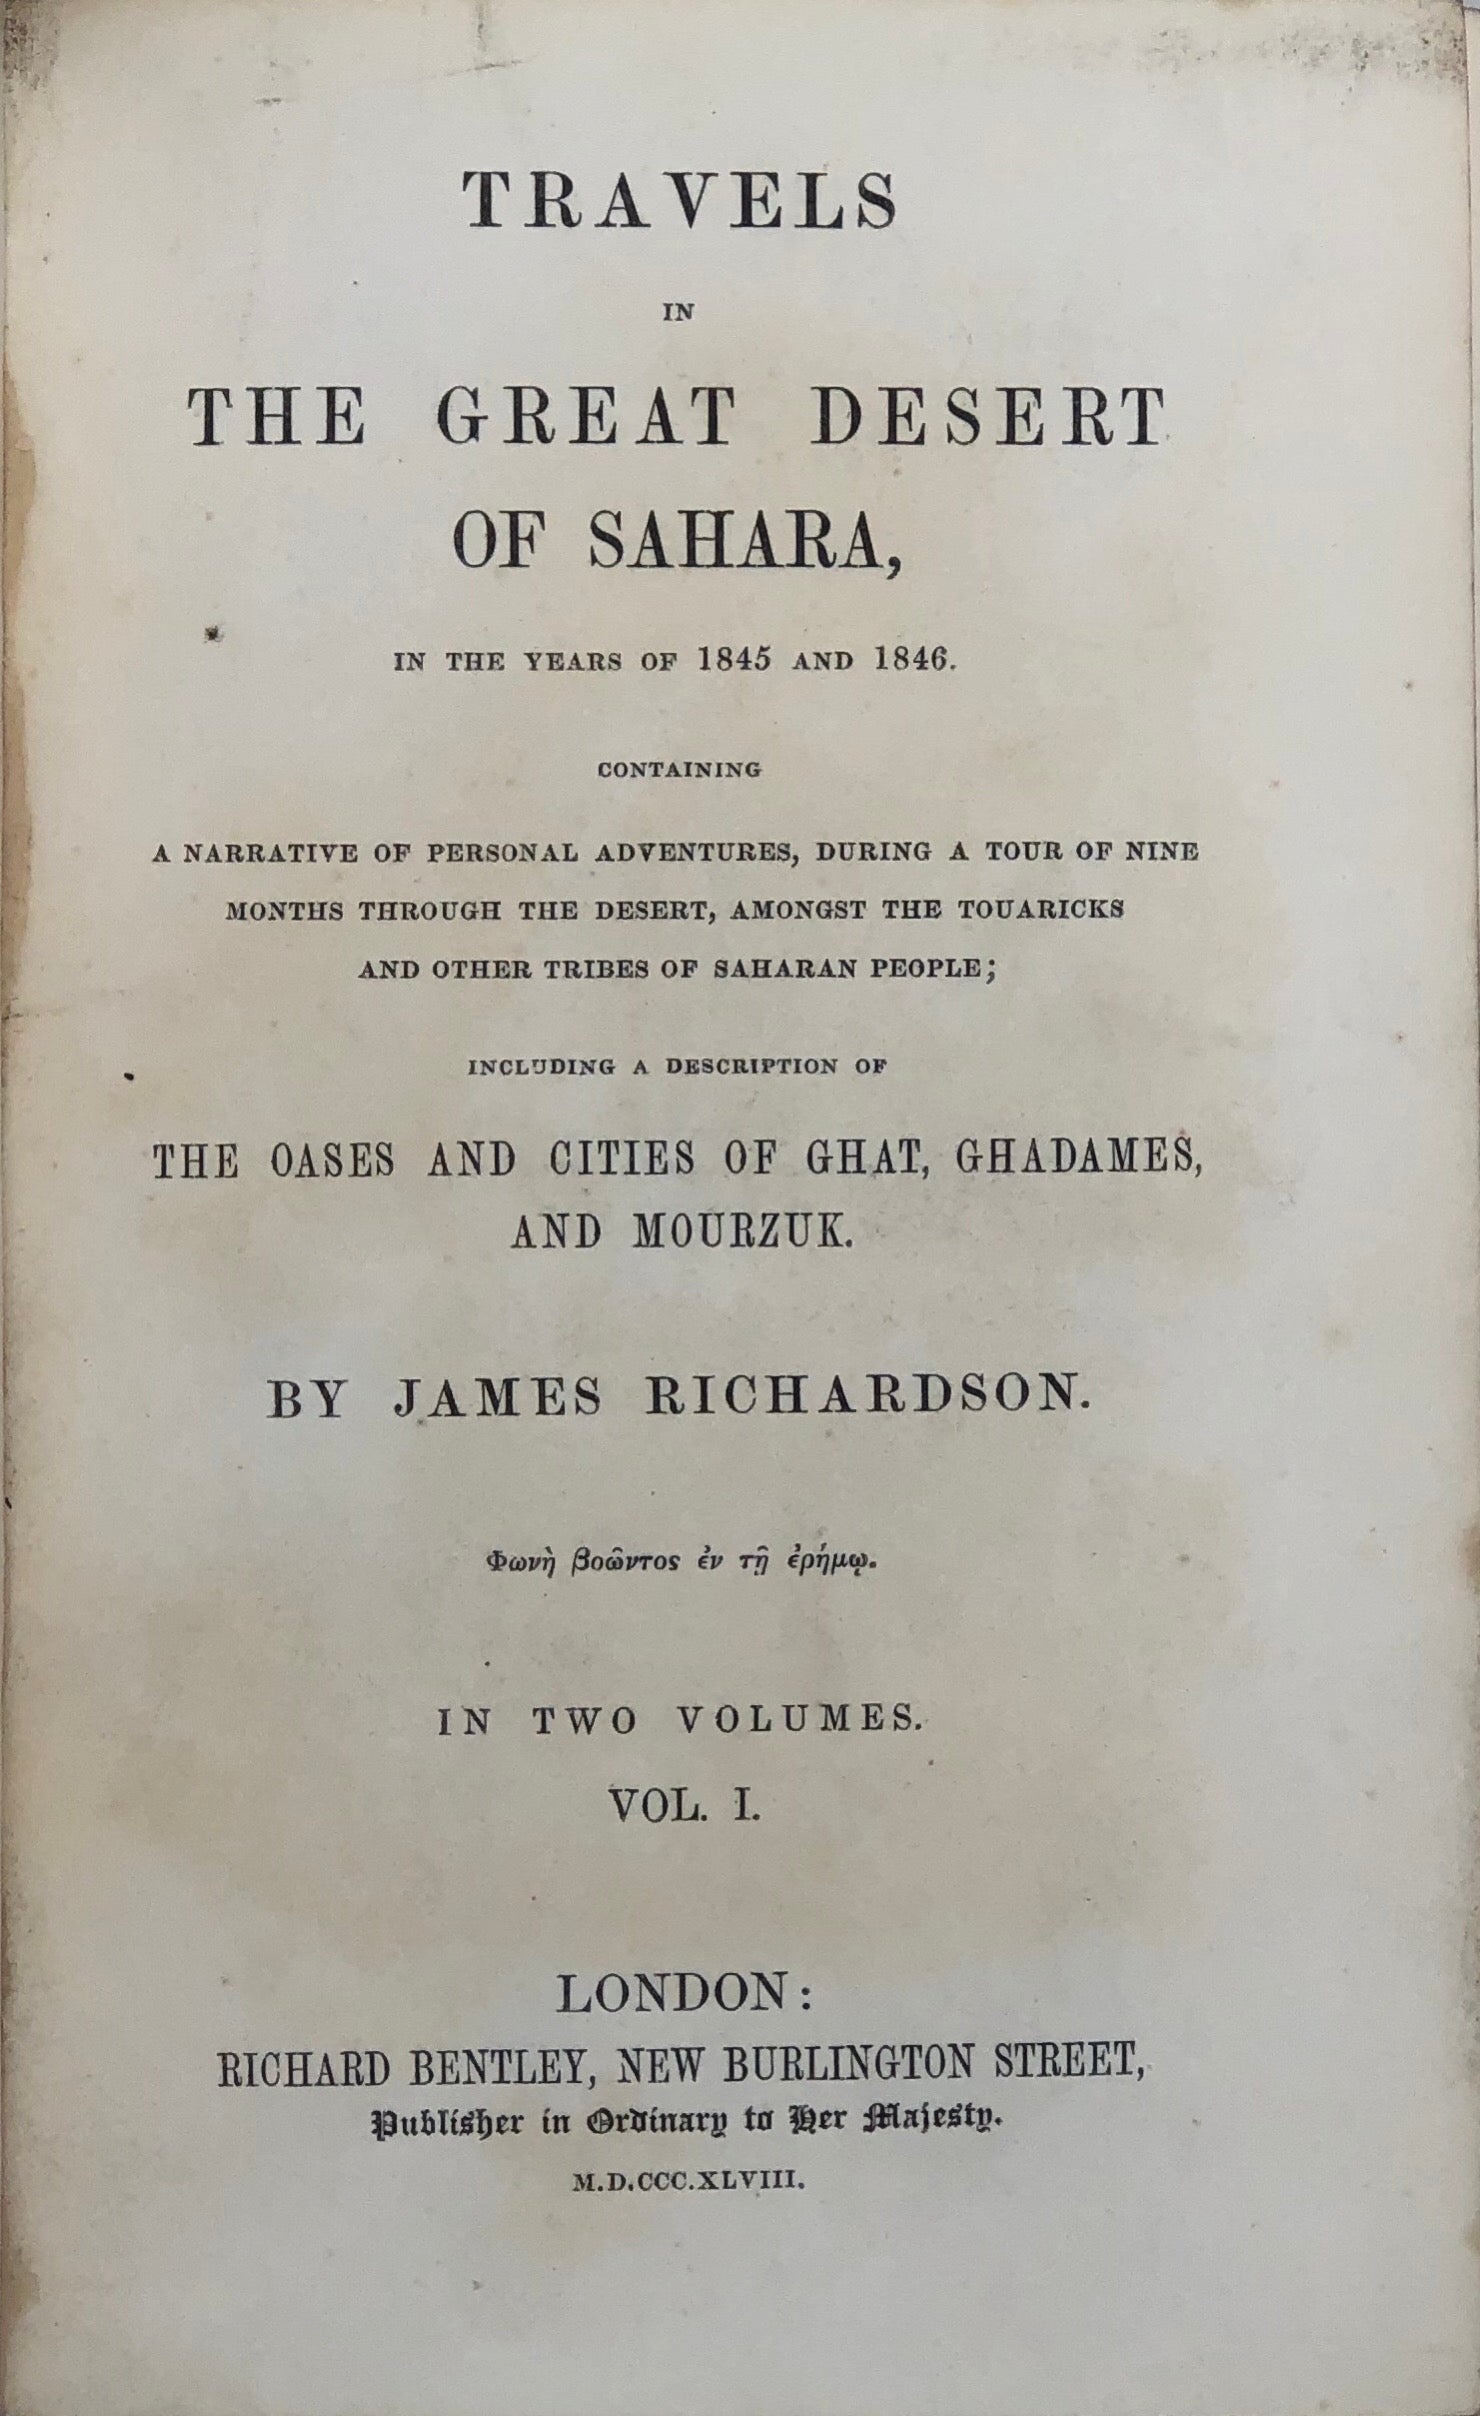 TRAVELS
IN
THE GREAT DESERT
OF SAHARA,
IN THE YEARS OF 1845 AND 1846.
CONTAINING
A NARRATIVE OF PERSONAL ADVENTURES, DURING A TOUR OF NINE
MONTHS THROUGH THE DESERT, AMONGST THE TOUARICKS
AND OTHER TRIBES OF SAHARAN PEOPLE;
INCLUDING A DESCRIPTION OF
THE OASES AND CITIES OF GHAT, GHADAMES,
AND MOURZUK.
BY JAMES RICHARDSON.
Φωνὴ βοῶντος ἐν τῇ ἐρήμῳ.
IN TWO VOLUMES.
VOL. I.
LONDON:
RICHARD BENTLEY, NEW BURLINGTON STREET,
Publisher in Ordinary to Her Majesty.
M.D.CCC.XLVIII.